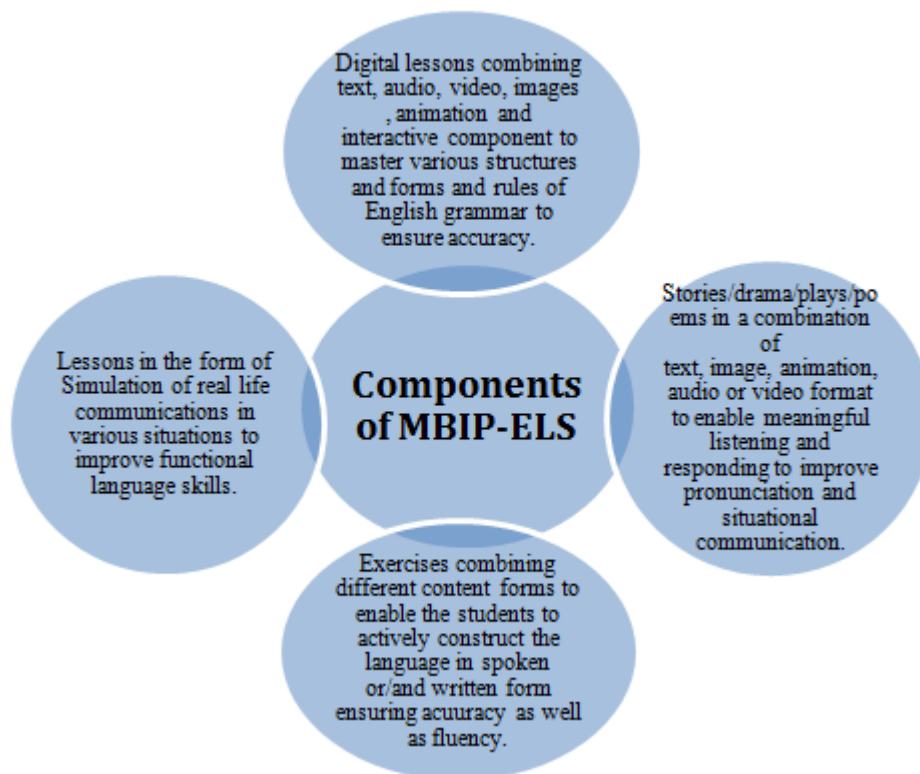 Digital lessons combining
text, audio, video, images
, animation and
interactive component to
master various structures
and forms and rules of
English grammar to
ensure accuracy.
Stories/drama/plays/po
ems in a combination
of
text, image, animation,
audio or video format
to enable meaningful
listening and
responding to improve
pronunciation and
situational
communication.
Lessons in the form of
Simulation of real life
communications in
various situations to
improve functional
language skills.
Components
of MBIP-ELS
Exercises combining
different content forms to
enable the students to
actively construct the
language in spoken
or/and written form
ensuring acuuracy as well
as fluency.